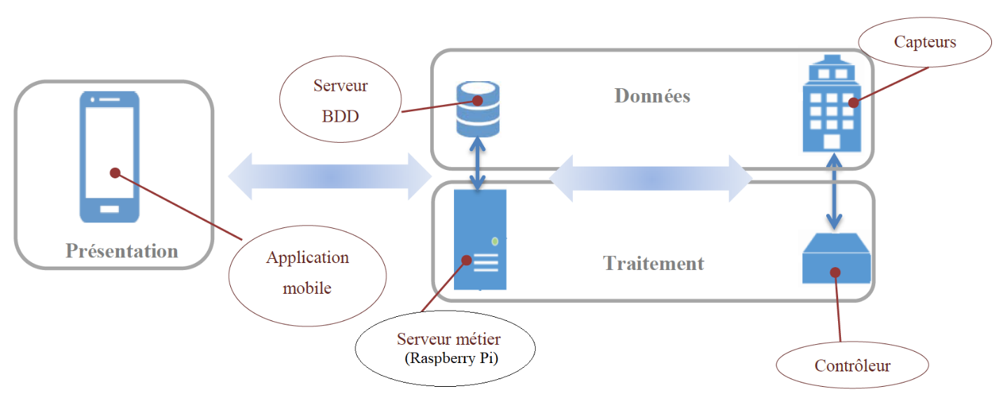 Capteurs
Serveur
BDD
Données
Présentation
Application
mobile
Traitement
Serveur métier
(Raspberry Pi)
Contrôleur